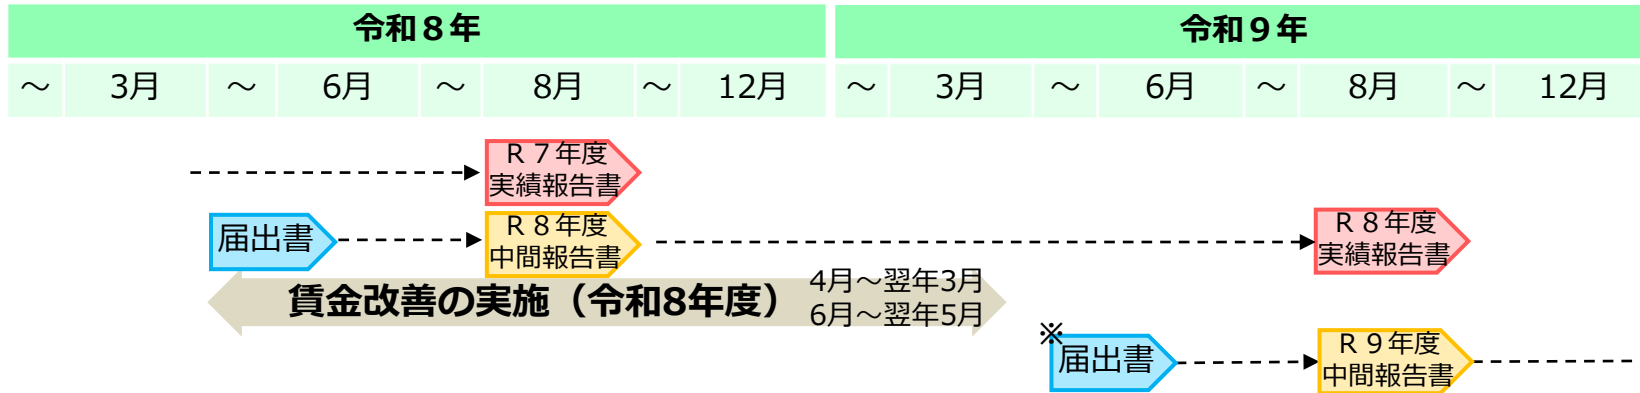 令和８年 令和９年
～ 3月 ～ 6月 ～ 8月 ～ 12月 ～ 3月 ～ 6月 ～ 8月 ～ 12月
Ｒ７年度
実績報告書
届出書
Ｒ８年度
中間報告書
Ｒ８年度
実績報告書
賃金改善の実施（令和8年度）
4月～翌年3月
6月～翌年5月
※
届出書
Ｒ９年度
中間報告書